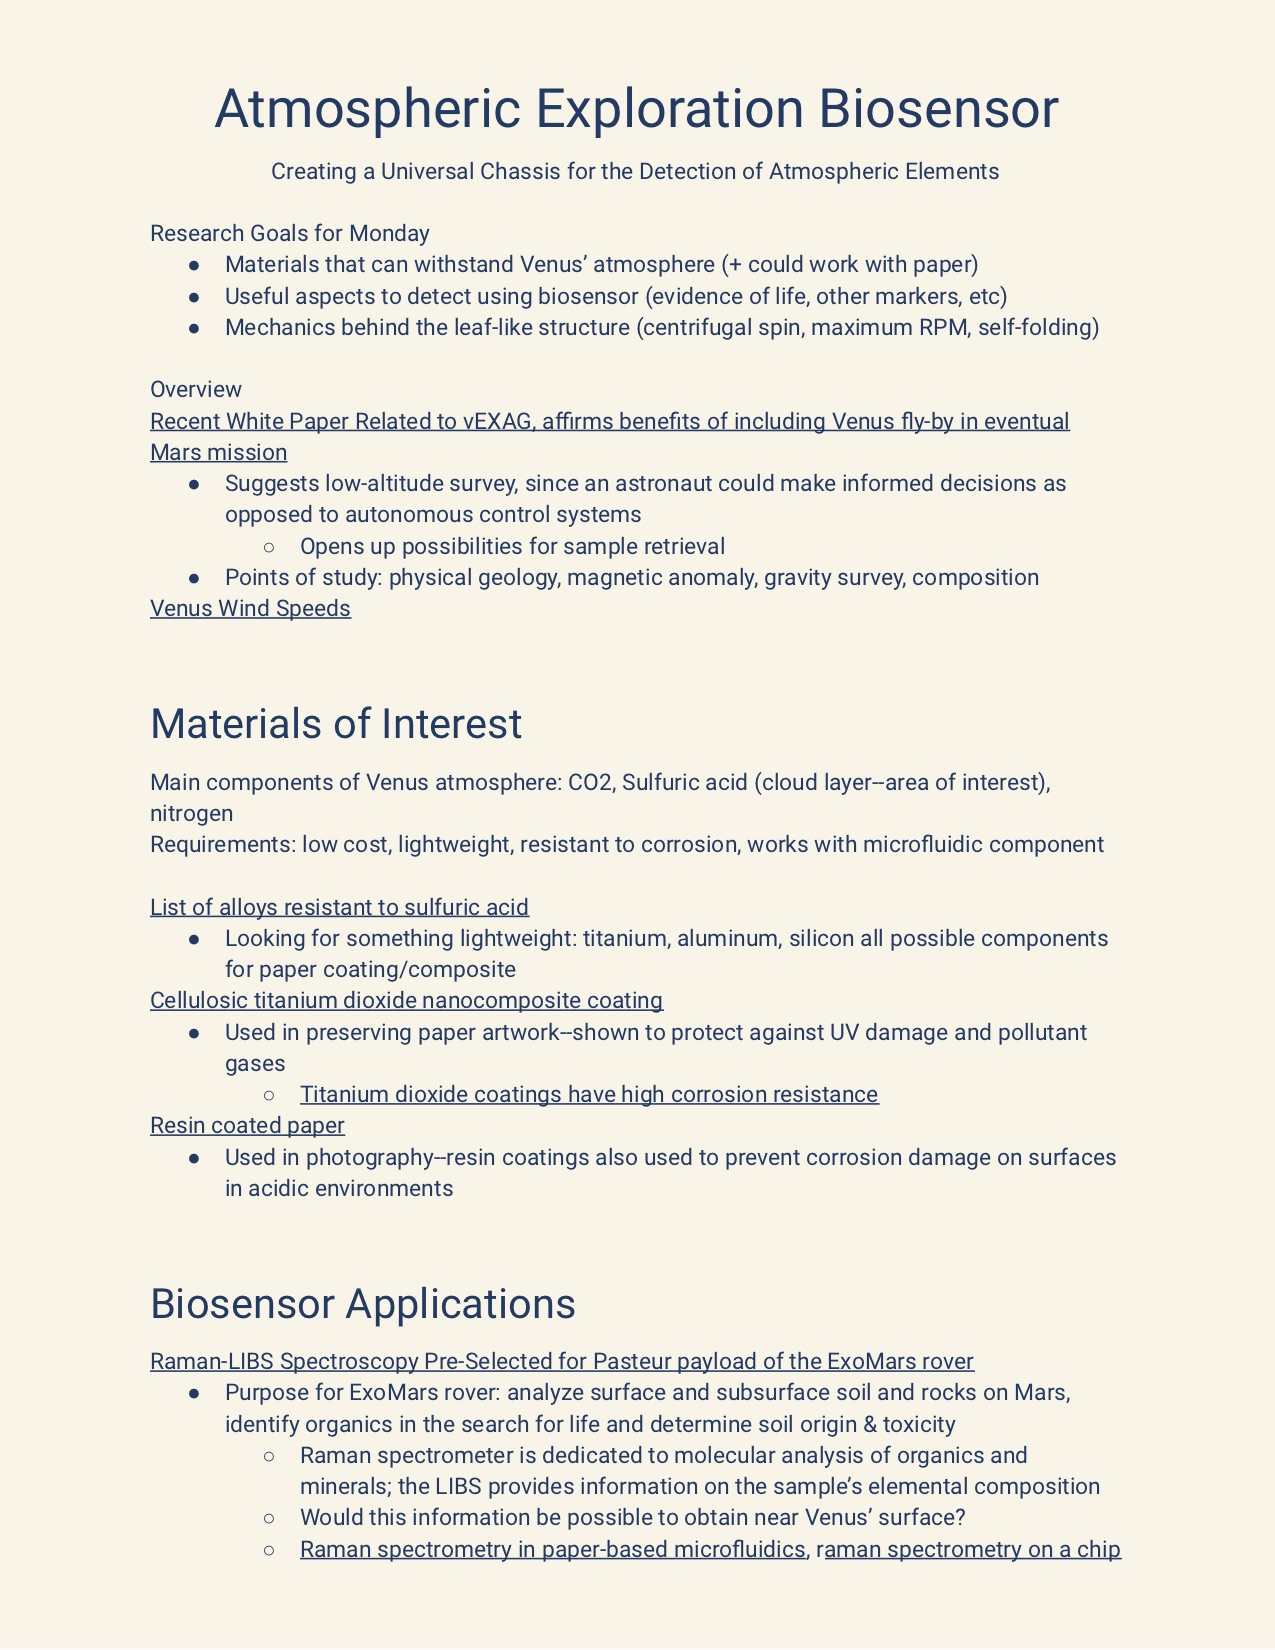 Atmospheric Exploration Biosensor
Creating a Universal Chassis for the Detection of Atmospheric Elements
Research Goals for Monday
● Materials that can withstand Venus’ atmosphere (+ could work with paper)
● Useful aspects to detect using biosensor (evidence of life, other markers, etc)
● Mechanics behind the leaf-like structure (centrifugal spin, maximum RPM, self-folding)
Overview
Recent White Paper Related to vEXAG, affirms benefits of including Venus fly-by in eventual
Mars mission
● Suggests low-altitude survey, since an astronaut could make informed decisions as
opposed to autonomous control systems
○ Opens up possibilities for sample retrieval
● Points of study: physical geology, magnetic anomaly, gravity survey, composition
Venus Wind Speeds
Materials of Interest
Main components of Venus atmosphere: CO2, Sulfuric acid (cloud layer--area of interest),
nitrogen
Requirements: low cost, lightweight, resistant to corrosion, works with microfluidic component
List of alloys resistant to sulfuric acid
● Looking for something lightweight: titanium, aluminum, silicon all possible components
for paper coating/composite
Cellulosic titanium dioxide nanocomposite coating
● Used in preserving paper artwork--shown to protect against UV damage and pollutant
gases
○ Titanium dioxide coatings have high corrosion resistance
Resin coated paper
● Used in photography--resin coatings also used to prevent corrosion damage on surfaces
in acidic environments
Biosensor Applications
Raman-LIBS Spectroscopy Pre-Selected for Pasteur payload of the ExoMars rover
● Purpose for ExoMars rover: analyze surface and subsurface soil and rocks on Mars,
identify organics in the search for life and determine soil origin & toxicity
○ Raman spectrometer is dedicated to molecular analysis of organics and
minerals; the LIBS provides information on the sample’s elemental composition
○ Would this information be possible to obtain near Venus’ surface?
○ Raman spectrometry in paper-based microfluidics, raman spectrometry on a chip